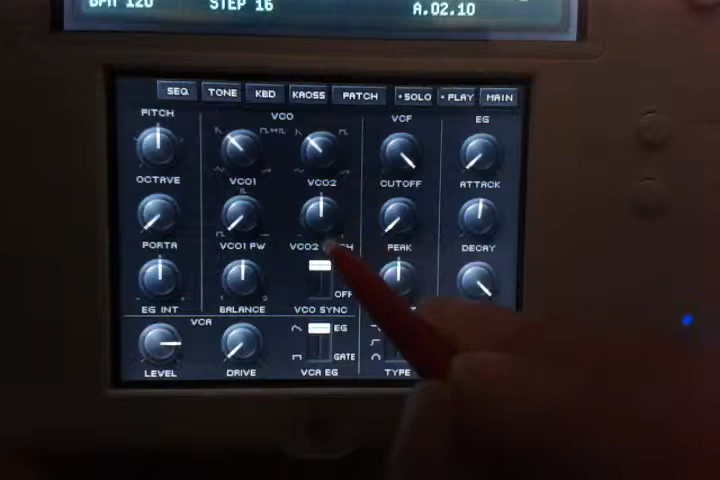 BPM 120 STEP 16 A.02.10
SEQ. TONE KBD KAOSS PATCH SOLO PLAY MAIN
PITCH VCO VCF EG
OCTAVE VCO1 VCO2 CUTOFF ATTACK
PORTA VCO1 PW VCO2 PEAK DECAY
OFF
EG INT BALANCE VCO SYNC
VCA EG
GATE
LEVEL DRIVE VCA EG TYPE